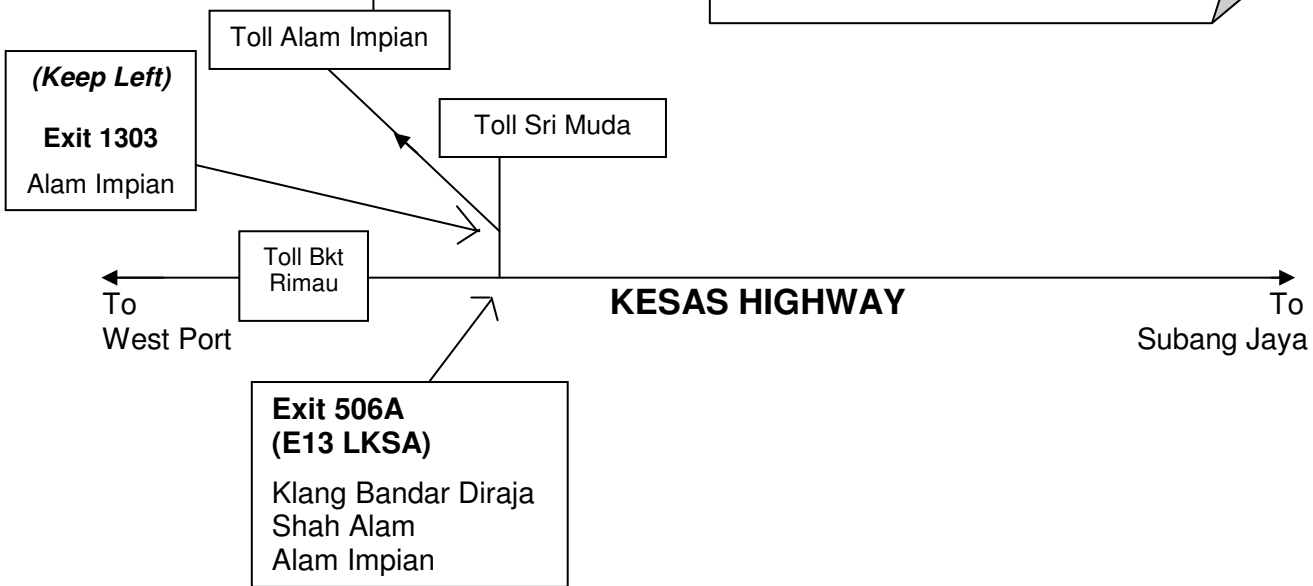 Toll Alam Impian
(Keep Left)
Exit 1303
Alam Impian
Toll Sri Muda
Toll Bkt
Rimau
To
West Port
KESAS HIGHWAY
To
Subang Jaya
Exit 506A
(E13 LKSA)
Klang Bandar Diraja
Shah Alam
Alam Impian